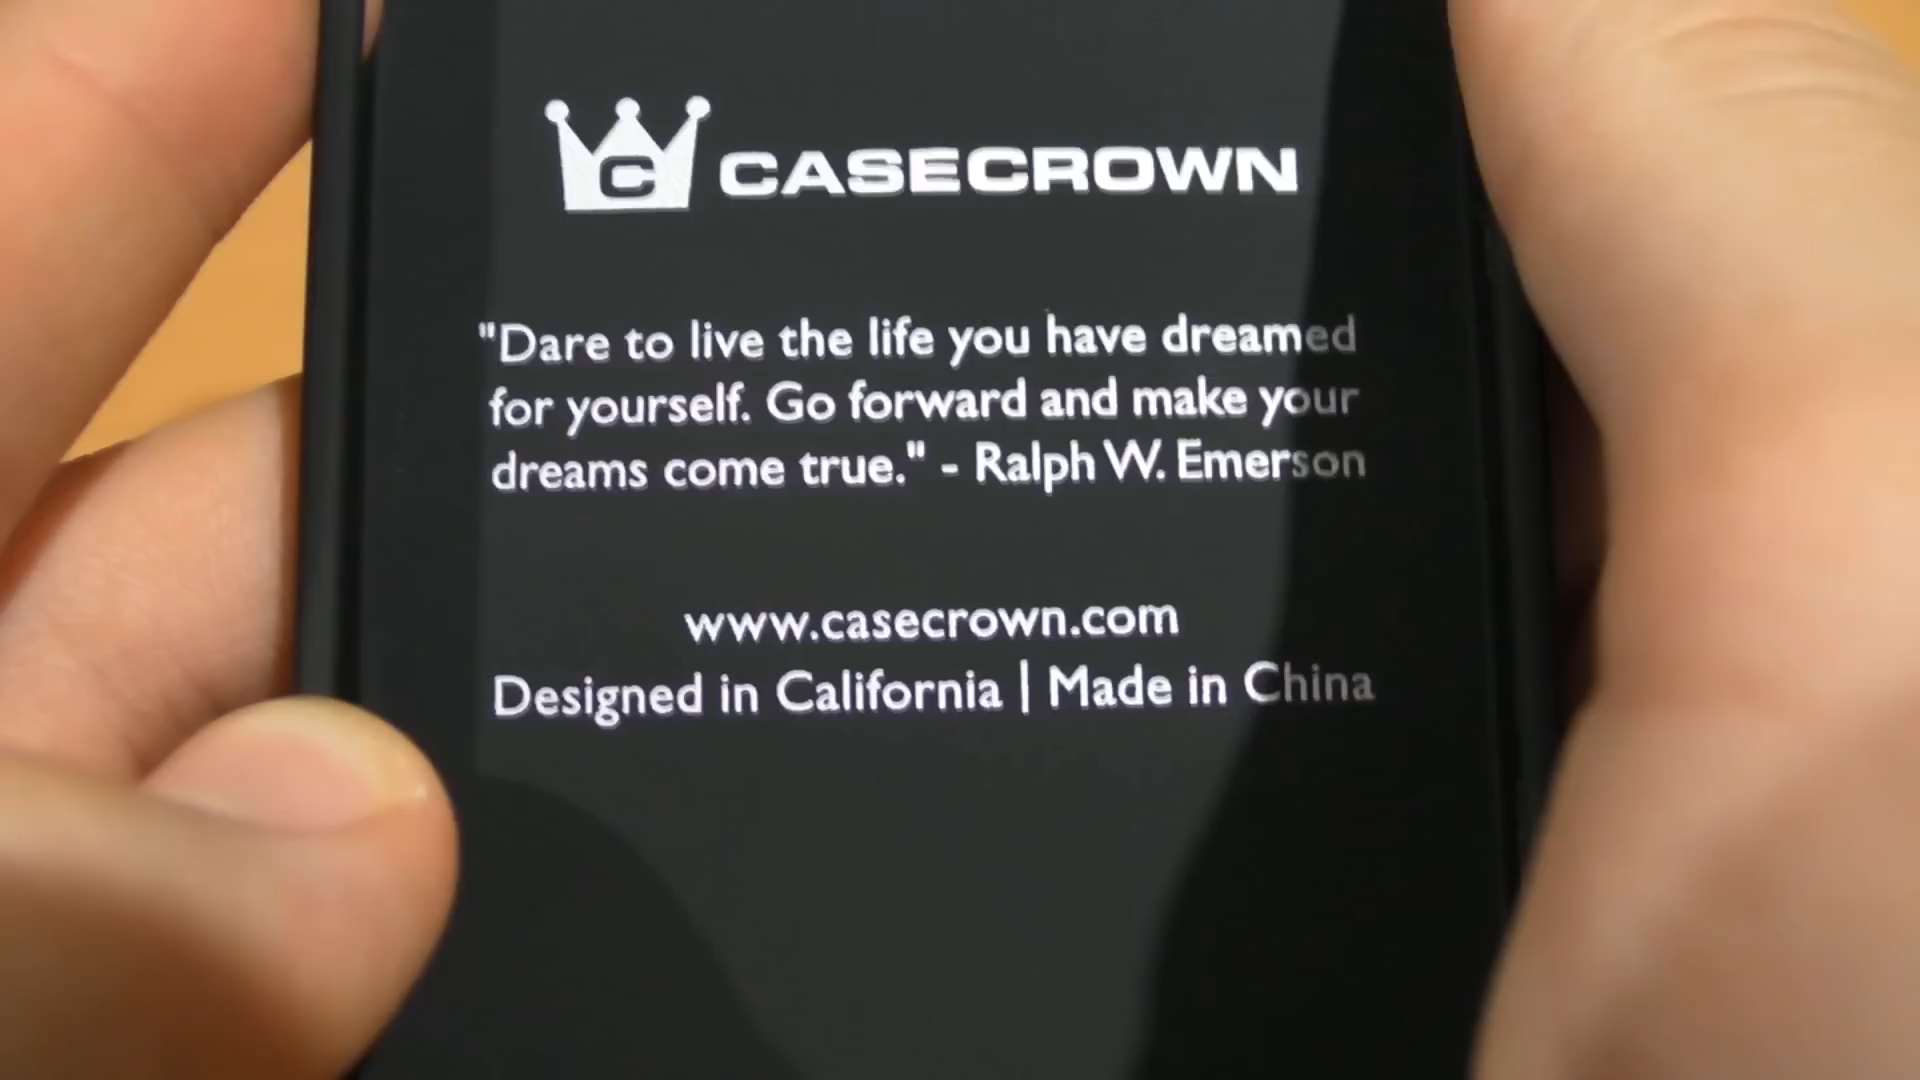 C CASECROWN
"Dare to live the life you have dreamed
for yourself. Go forward and make your
dreams come true." - Ralph W. Emerson
www.casecrown.com
Designed in California | Made in China